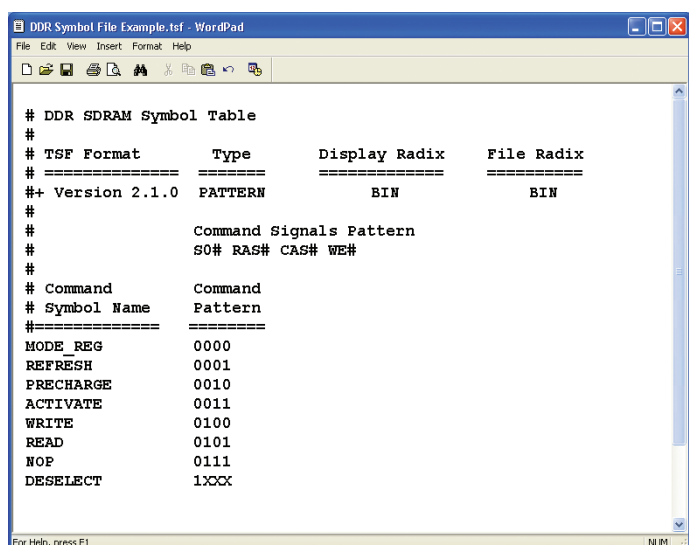 DDR Symbol File Example.tsf - WordPad
File Edit View Insert Format Help
# DDR SDRAM Symbol Table
#
# TSF Format Type Display Radix File Radix
# ============== ======= ============= ==========
#+ Version 2.1.0 PATTERN BIN BIN
#
# Command Signals Pattern
# S0# RAS# CAS# WE#
#
# Command Command
# Symbol Name Pattern
#============= ========
MODE_REG 0000
REFRESH 0001
PRECHARGE 0010
ACTIVATE 0011
WRITE 0100
READ 0101
NOP 0111
DESELECT 1XXX
For Help, press F1 NUM